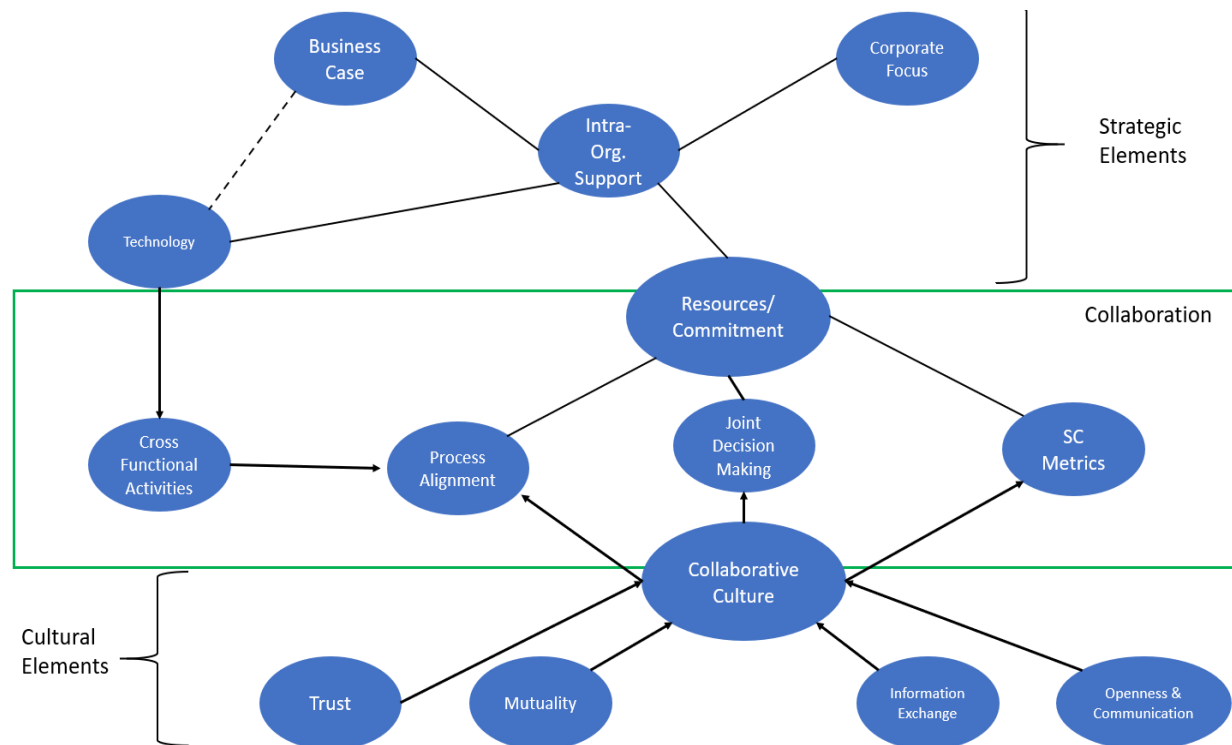 Business
Case
Corporate
Focus
Intra-
Org.
Support
Strategic
Elements
Technology
Resources/
Commitment
Collaboration
Cross
Functional
Activities
Process
Alignment
Joint
Decision
Making
SC
Metrics
Collaborative
Culture
Cultural
Elements
Trust
Mutuality
Information
Exchange
Openness &
Communication